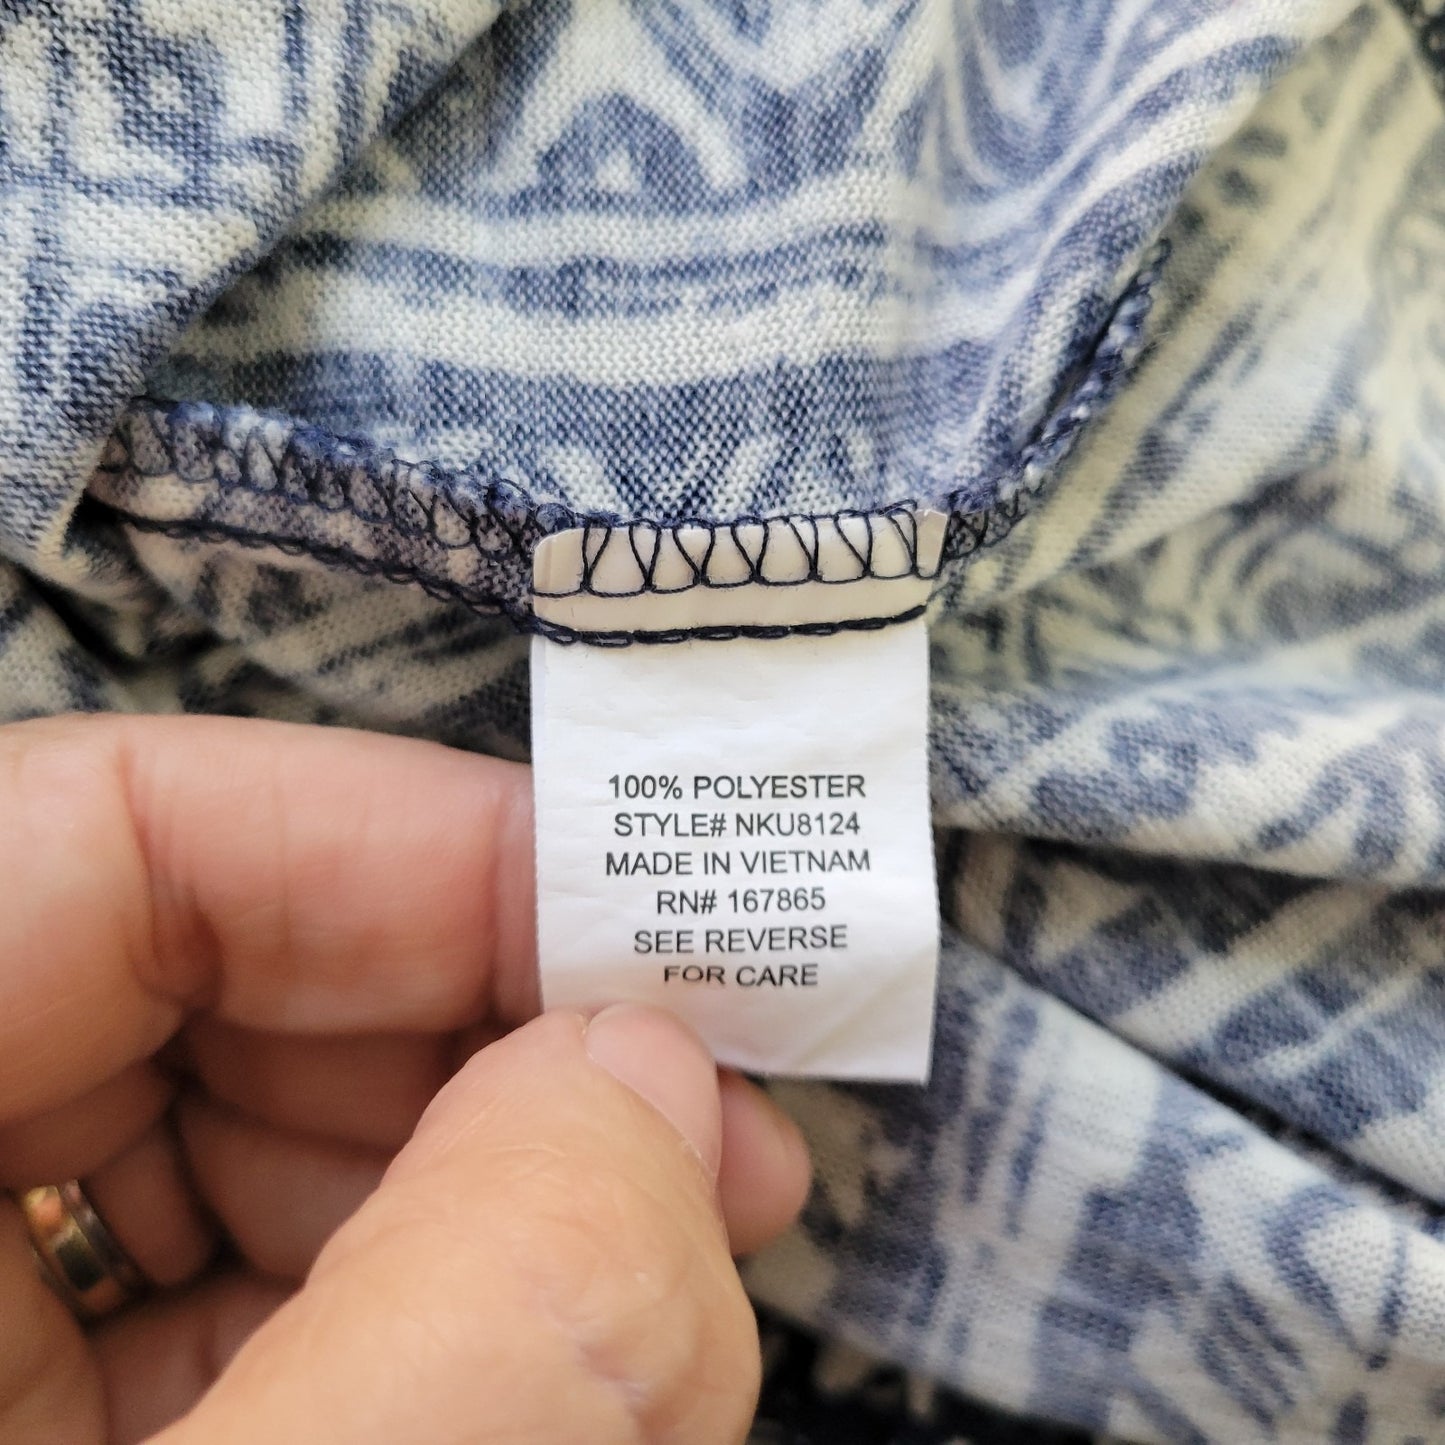 100% POLYESTER
STYLE# NKU8124
MADE IN VIETNAM
RN# 167865
SEE REVERSE
FOR CARE